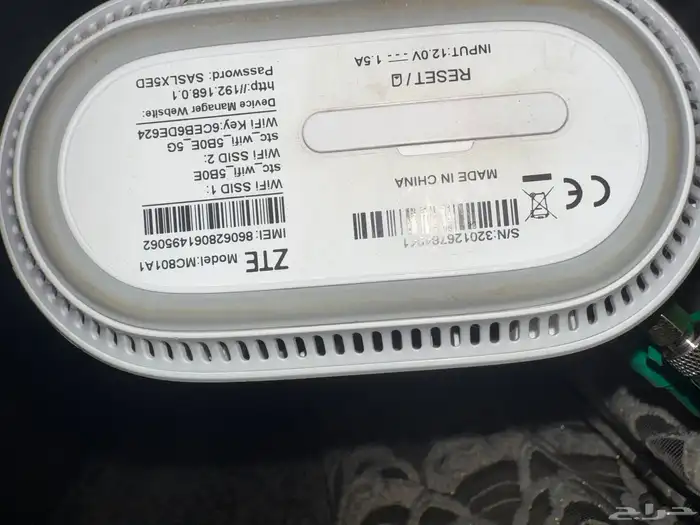 ZTE Model:MC801A1
IMEI: 860628061495062
WiFi SSID 1:
stc_wifi_5B0E
WiFi SSID 2:
stc_wifi_5B0E_5G
WiFi Key:6CEB6DE624
Device Manager Website:
http://192.168.0.1
Password: SASLX5ED
CE
MADE IN CHINA
RESET/
INPUT:12.0V 1.5A
حراج